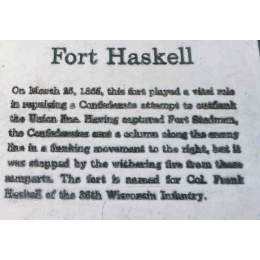 Fort Haskell
On March 25, 1865, this fort played a vital role
in repulsing a Confederate attempt to outflank
the Union line. Having captured Fort Stedman,
the Confederates sent a column along the enemy
line in a flanking movement to the right, but it
was stopped by the withering fire from these
ramparts. The fort is named for Col. Frank
Haskell of the 36th Wisconsin Infantry.